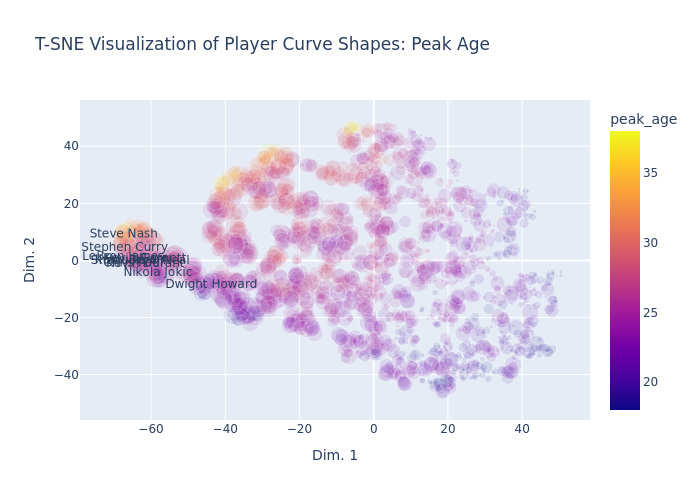 T-SNE Visualization of Player Curve Shapes: Peak Age
peak_age
35
30
25
20
40
20
0
−20
−40
Dim. 2
Steve Nash
Stephen Curry
Nikola Jokic
Dwight Howard
−60
−40
−20
0
20
40
Dim. 1